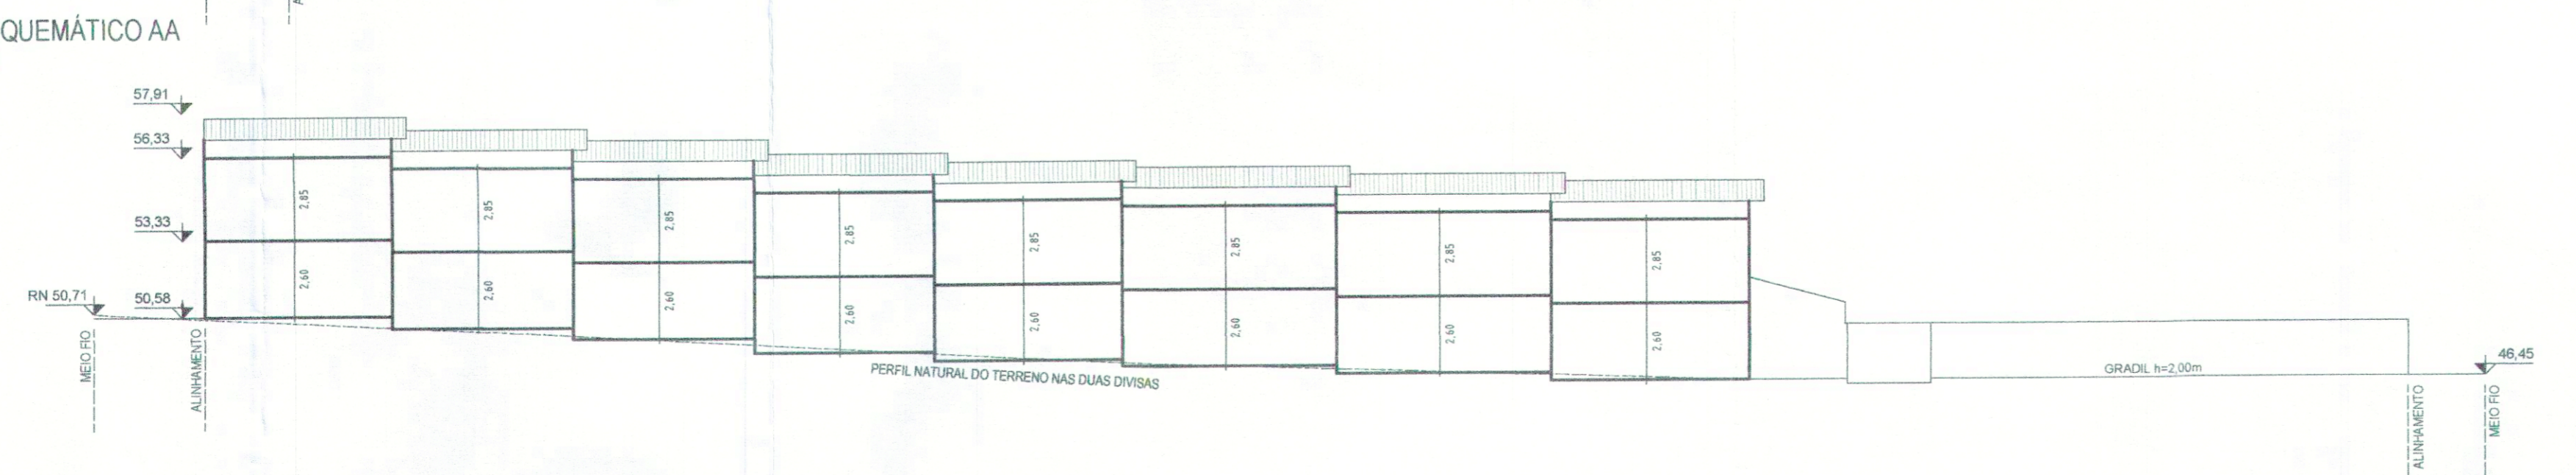 QUEMÁTICO AA
57,91
56,33
53,33
RN 50,71
50,58
2,85
2,85
2,85
2,85
2,85
2,85
2,85
2,85
2,60
2,60
2,60
2,60
2,60
2,60
2,60
2,60
PERFIL NATURAL DO TERRENO NAS DUAS DIVISAS
GRADIL h=2,00m
46,45
MEIO FIO
ALINHAMENTO
ALINHAMENTO
MEIO FIO